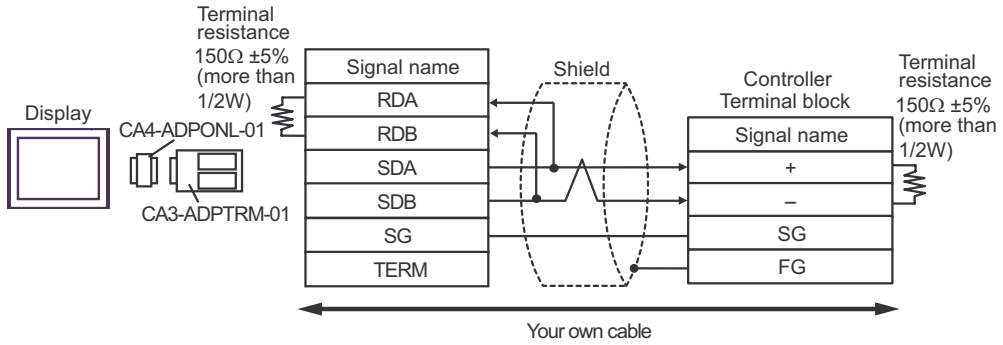 Terminal
resistance
150Ω ±5%
(more than
1/2W)
Display
CA4-ADPONL-01
CA3-ADPTRM-01
Signal name
RDA
RDB
SDA
SDB
SG
TERM
Shield
Controller
Terminal block
Signal name
+
–
SG
FG
Terminal
resistance
150Ω ±5%
(more than
1/2W)
Your own cable